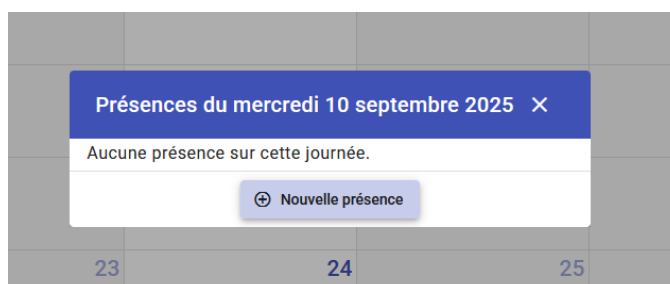 Présences du mercredi 10 septembre 2025 ×
Aucune présence sur cette journée.
Nouvelle présence
23 24 25